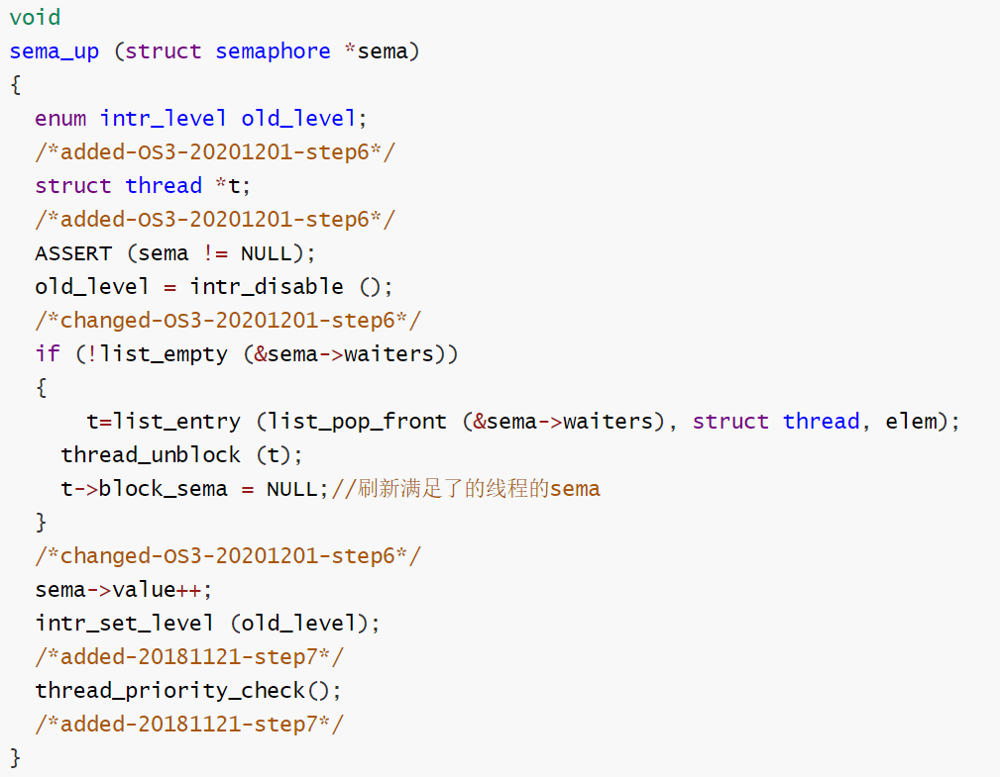 void
sema_up (struct semaphore *sema)
{
  enum intr_level old_level;
  /*added-OS3-20201201-step6*/
  struct thread *t;
  /*added-OS3-20201201-step6*/
  ASSERT (sema != NULL);
  old_level = intr_disable ();
  /*changed-OS3-20201201-step6*/
  if (!list_empty (&sema->waiters))
  {
      t=list_entry (list_pop_front (&sema->waiters), struct thread, elem);
    thread_unblock (t);
    t->block_sema = NULL;//刷新满足了的线程的sema
  }
  /*changed-OS3-20201201-step6*/
  sema->value++;
  intr_set_level (old_level);
  /*added-20181121-step7*/
  thread_priority_check();
  /*added-20181121-step7*/
}